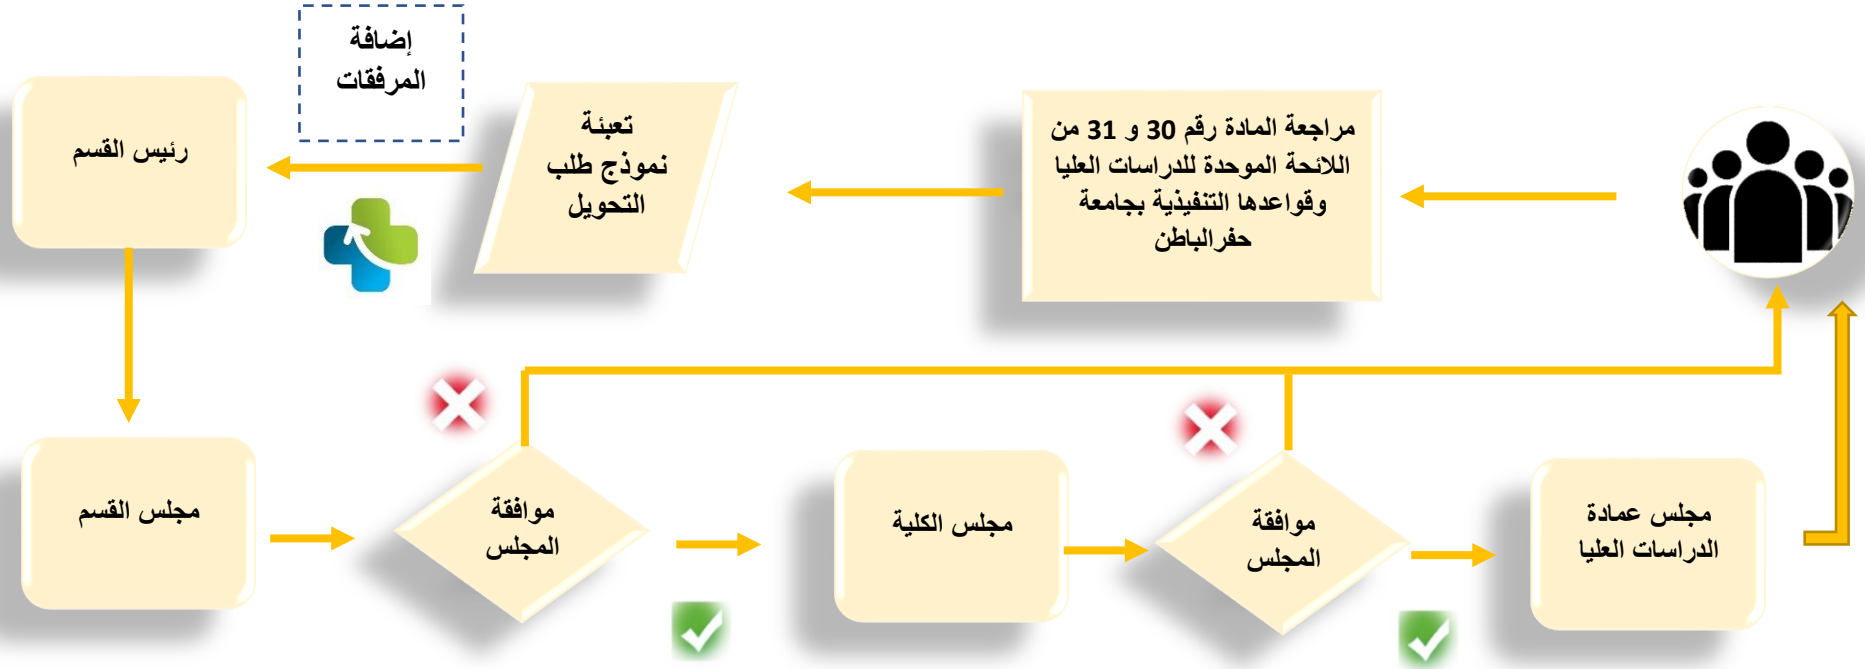 مراجعة المادة رقم 30 و 31 من
اللائحة الموحدة للدراسات العليا
وقواعدها التنفيذية بجامعة
حفرالباطن
تعبئة
نموذج طلب
التحويل
إضافة
المرفقات
رئيس القسم
مجلس القسم
موافقة
المجلس
مجلس الكلية
موافقة
المجلس
مجلس عمادة
الدراسات العليا